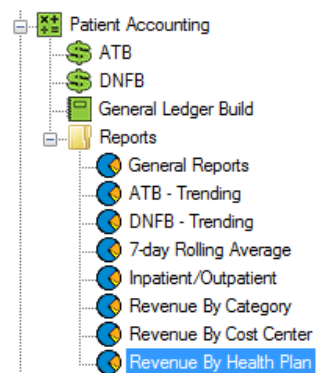 Patient Accounting
ATB
DNFB
General Ledger Build
Reports
General Reports
ATB - Trending
DNFB - Trending
7-day Rolling Average
Inpatient/Outpatient
Revenue By Category
Revenue By Cost Center
Revenue By Health Plan